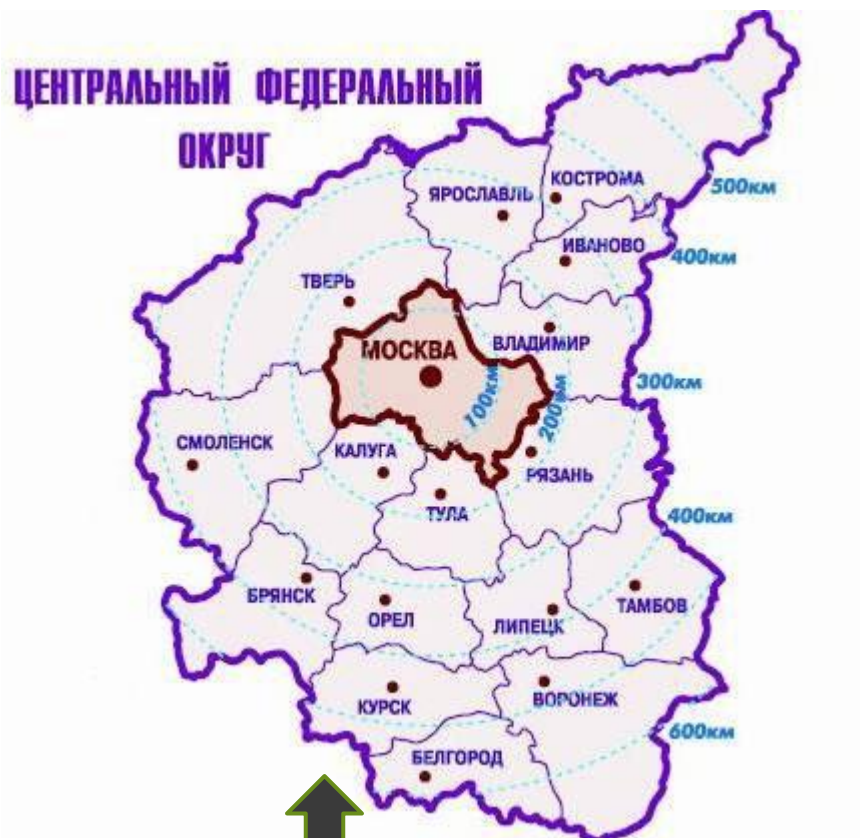 ЦЕНТРАЛЬНЫЙ ФЕДЕРАЛЬНЫЙ
ОКРУГ
КОСТРОМА
ЯРОСЛАВЛЬ
500км
ИВАНОВО
400км
ТВЕРЬ
ВЛАДИМИР
МОСКВА
100км
200км
300км
СМОЛЕНСК
КАЛУГА
РЯЗАНЬ
ТУЛА
400км
БРЯНСК
ОРЕЛ
ЛИПЕЦК
ТАМБОВ
КУРСК
ВОРОНЕЖ
600км
БЕЛГОРОД